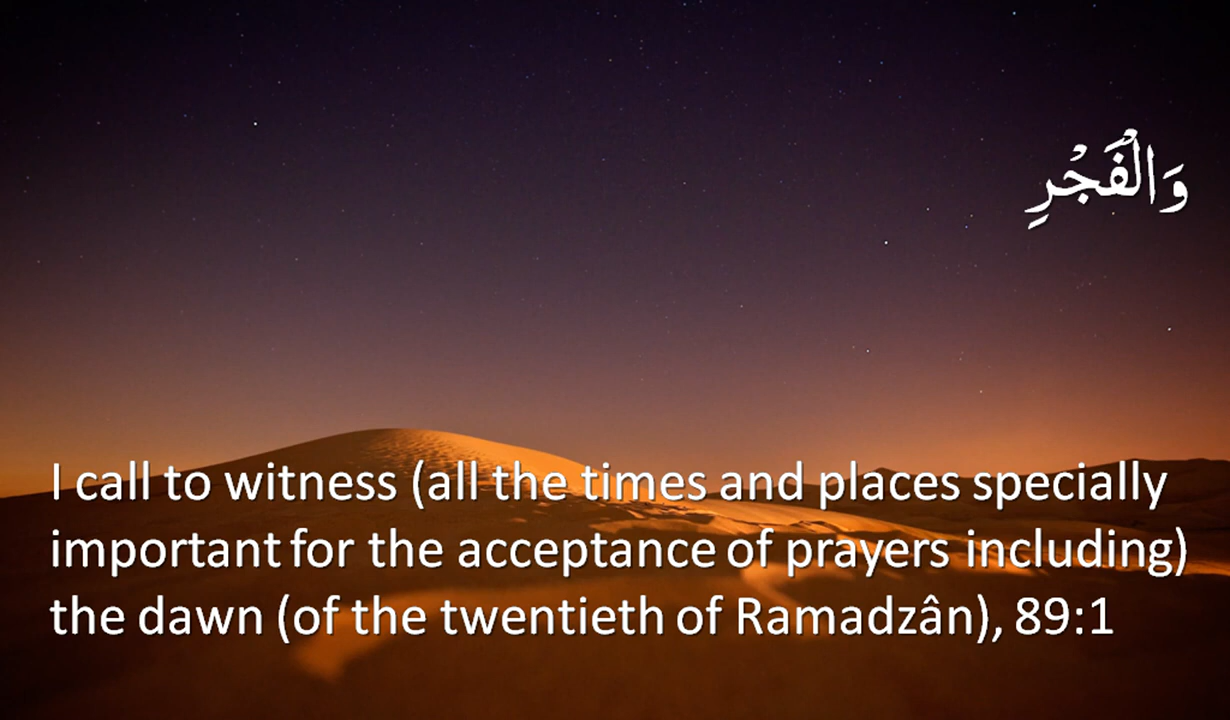 وَالْفَجْرِ
I call to witness (all the times and places specially
important for the acceptance of prayers including)
the dawn (of the twentieth of Ramadzân), 89:1